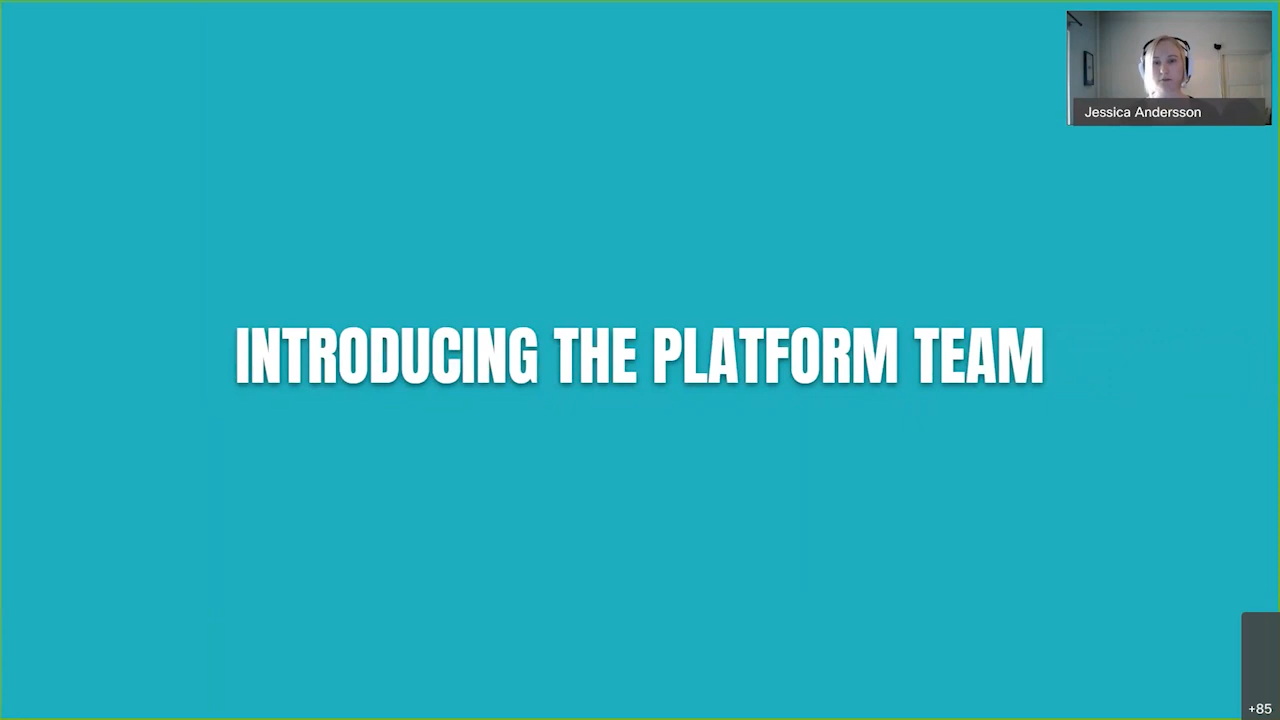 Jessica Andersson
INTRODUCING THE PLATFORM TEAM
+85